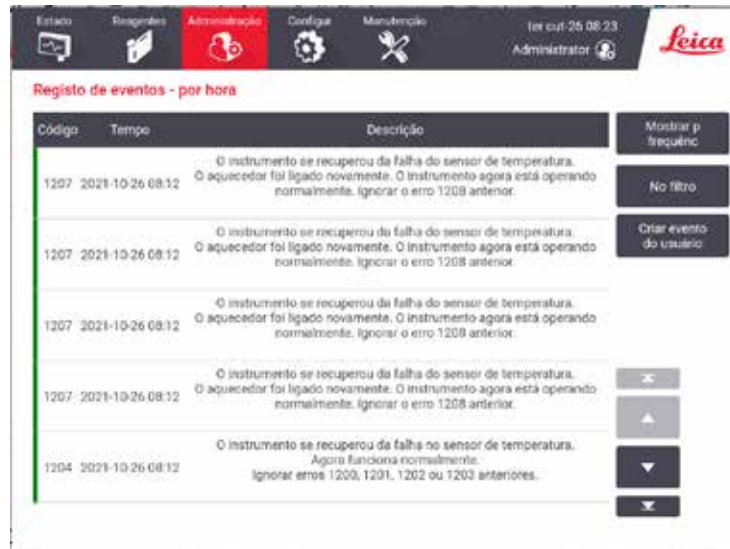 Estado Reagentes Administração Configur Manutenção ter out-26 08:23
Administrator
Leica
Registo de eventos - por hora
Código Tempo Descrição
Mostrar p
frequênc
No filtro
Criar evento
do usuário
O instrumento se recuperou da falha do sensor de temperatura.
1207 2021-10-26 08:12 O aquecedor foi ligado novamente. O instrumento agora está operando
normalmente. Ignorar o erro 1208 anterior.
O instrumento se recuperou da falha do sensor de temperatura.
1207 2021-10-26 08:12 O aquecedor foi ligado novamente. O instrumento agora está operando
normalmente. Ignorar o erro 1208 anterior.
O instrumento se recuperou da falha do sensor de temperatura.
1207 2021-10-26 08:12 O aquecedor foi ligado novamente. O instrumento agora está operando
normalmente. Ignorar o erro 1208 anterior.
O instrumento se recuperou da falha do sensor de temperatura.
1207 2021-10-26 08:12 O aquecedor foi ligado novamente. O instrumento agora está operando
normalmente. Ignorar o erro 1208 anterior.
O instrumento se recuperou da falha no sensor de temperatura.
1204 2021-10-26 08:12 Agora funciona normalmente.
Ignorar erros 1200, 1201, 1202 ou 1203 anteriores.